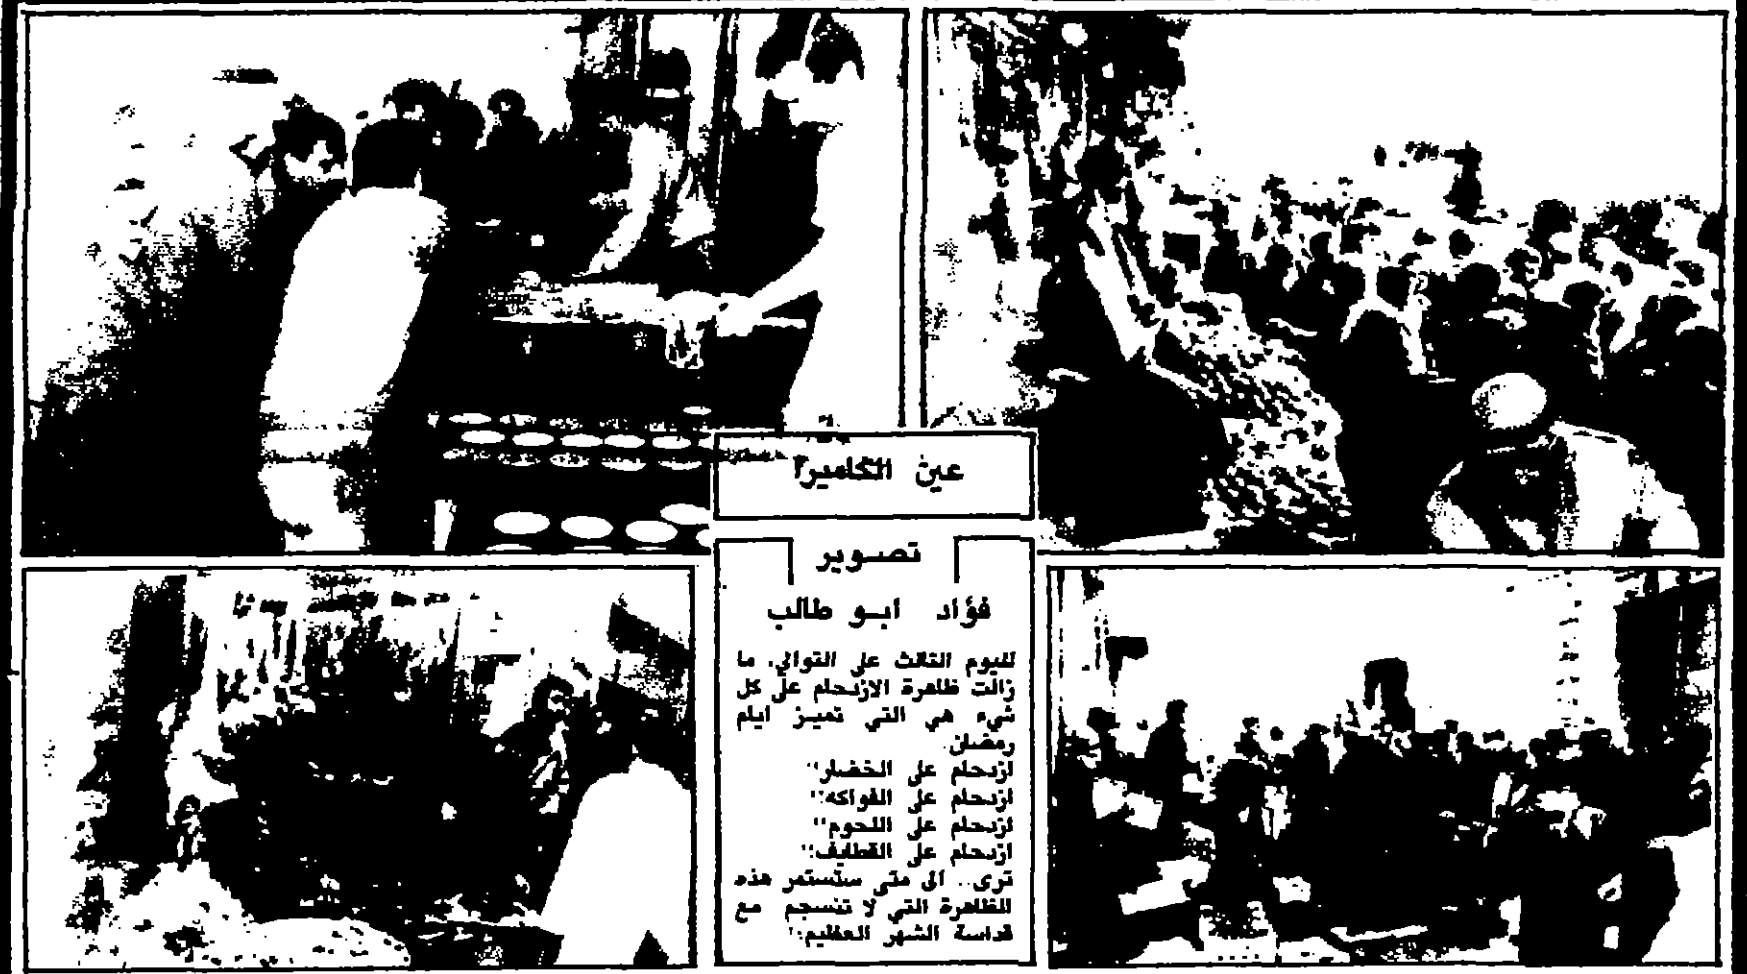 عين الكاميرا
تصوير
فؤاد ابو طالب
لليوم الثالث على التوالي. ما
زالت ظاهرة الازدحام على كل
شيء هي التي تميز ايام
رمضان.
ازدحام على الخضار!!
ازدحام على الفواكه!!
ازدحام على اللحوم!!
ازدحام على القطايف!!
ترى.. الى متى ستستمر هذه
الظاهرة التي لا تنسجم مع
قداسة الشهر العظيم؟!